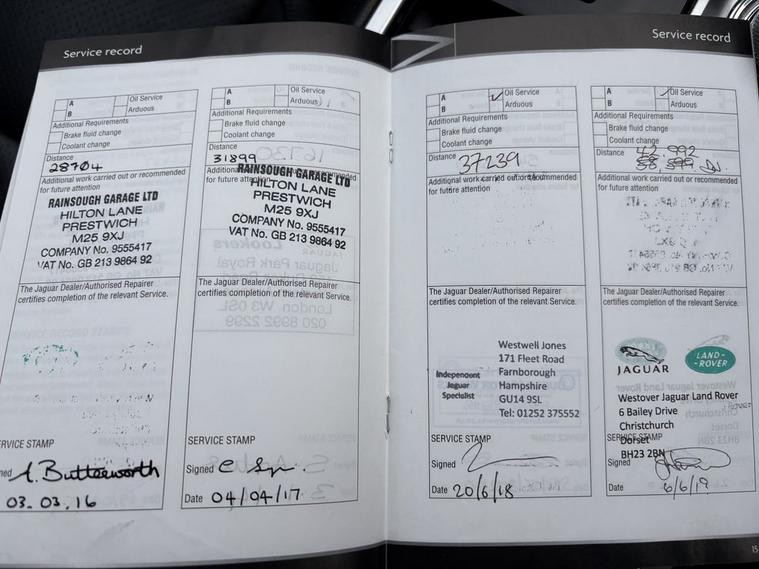 Service record
A
B
Oil Service
Arduous
Additional Requirements
Brake fluid change
Coolant change
Distance
28704
Additional work carried out or recommended
for future attention
RAINSOUGH GARAGE LTD
HILTON LANE
PRESTWICH
M25 9XJ
COMPANY No. 9555417
VAT No. GB 213 9864 92
The Jaguar Dealer/Authorised Repairer
certifies completion of the relevant Service.
SERVICE STAMP
A. Butterworth
03.03.16
A
B
Oil Service
Arduous
Additional Requirements
Brake fluid change
Coolant change
Distance
31899
Additional work carried out or recommended
for future attention
RAINSOUGH GARAGE LTD
HILTON LANE
PRESTWICH
M25 9XJ
COMPANY No. 9555417
VAT No. GB 213 9864 92
The Jaguar Dealer/Authorised Repairer
certifies completion of the relevant Service.
SERVICE STAMP
Signed
Date 04/04/17
Service record
A
B
Oil Service
Arduous
Additional Requirements
Brake fluid change
Coolant change
Distance
37239
Additional work carried out or recommended
for future attention
The Jaguar Dealer/Authorised Repairer
certifies completion of the relevant Service.
Independent
Jaguar
Specialist
Westwell Jones
171 Fleet Road
Farnborough
Hampshire
GU14 9SL
Tel: 01252 375552
SERVICE STAMP
Signed
Date 20/6/18
A
B
Oil Service
Arduous
Additional Requirements
Brake fluid change
Coolant change
Distance
42,992
Additional work carried out or recommended
for future attention
The Jaguar Dealer/Authorised Repairer
certifies completion of the relevant Service.
JAGUAR
LAND-
ROVER
Westover Jaguar Land Rover
6 Bailey Drive
Christchurch
Dorset
BH23 2BN
SERVICE STAMP
Signed
Date 6/6/19
15